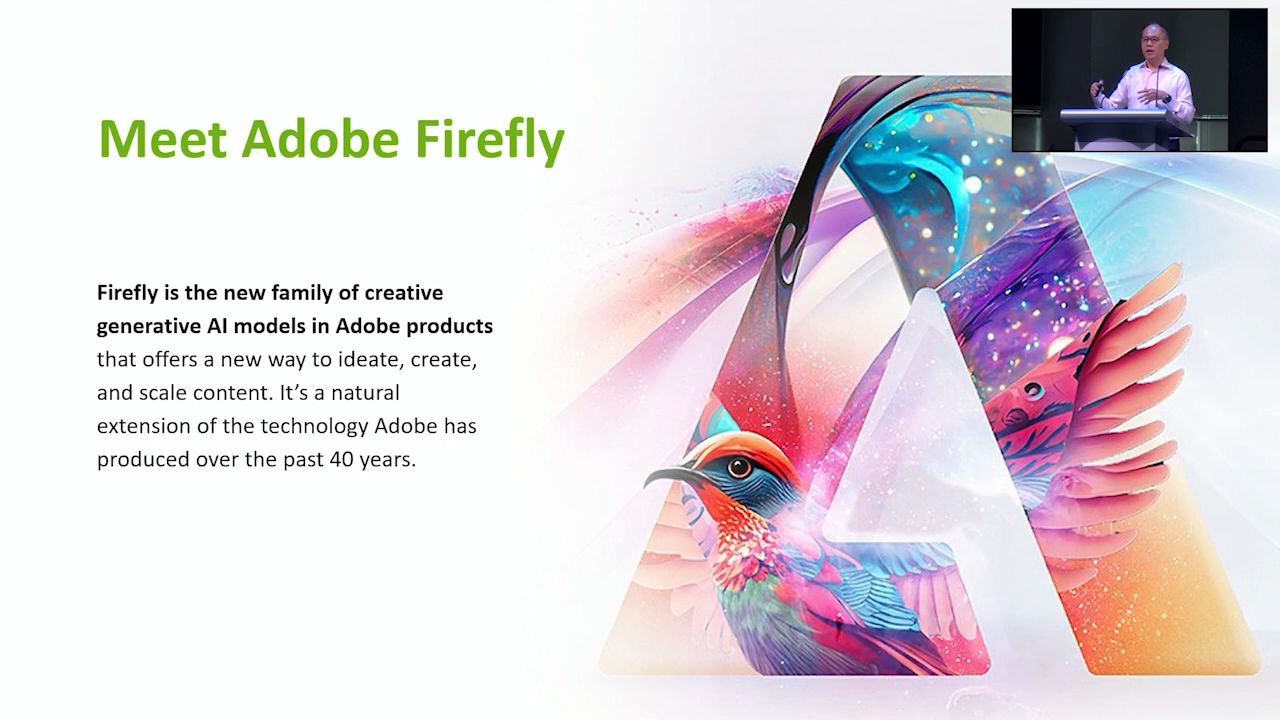 Meet Adobe Firefly
Firefly is the new family of creative
generative AI models in Adobe products
that offers a new way to ideate, create,
and scale content. It’s a natural
extension of the technology Adobe has
produced over the past 40 years.